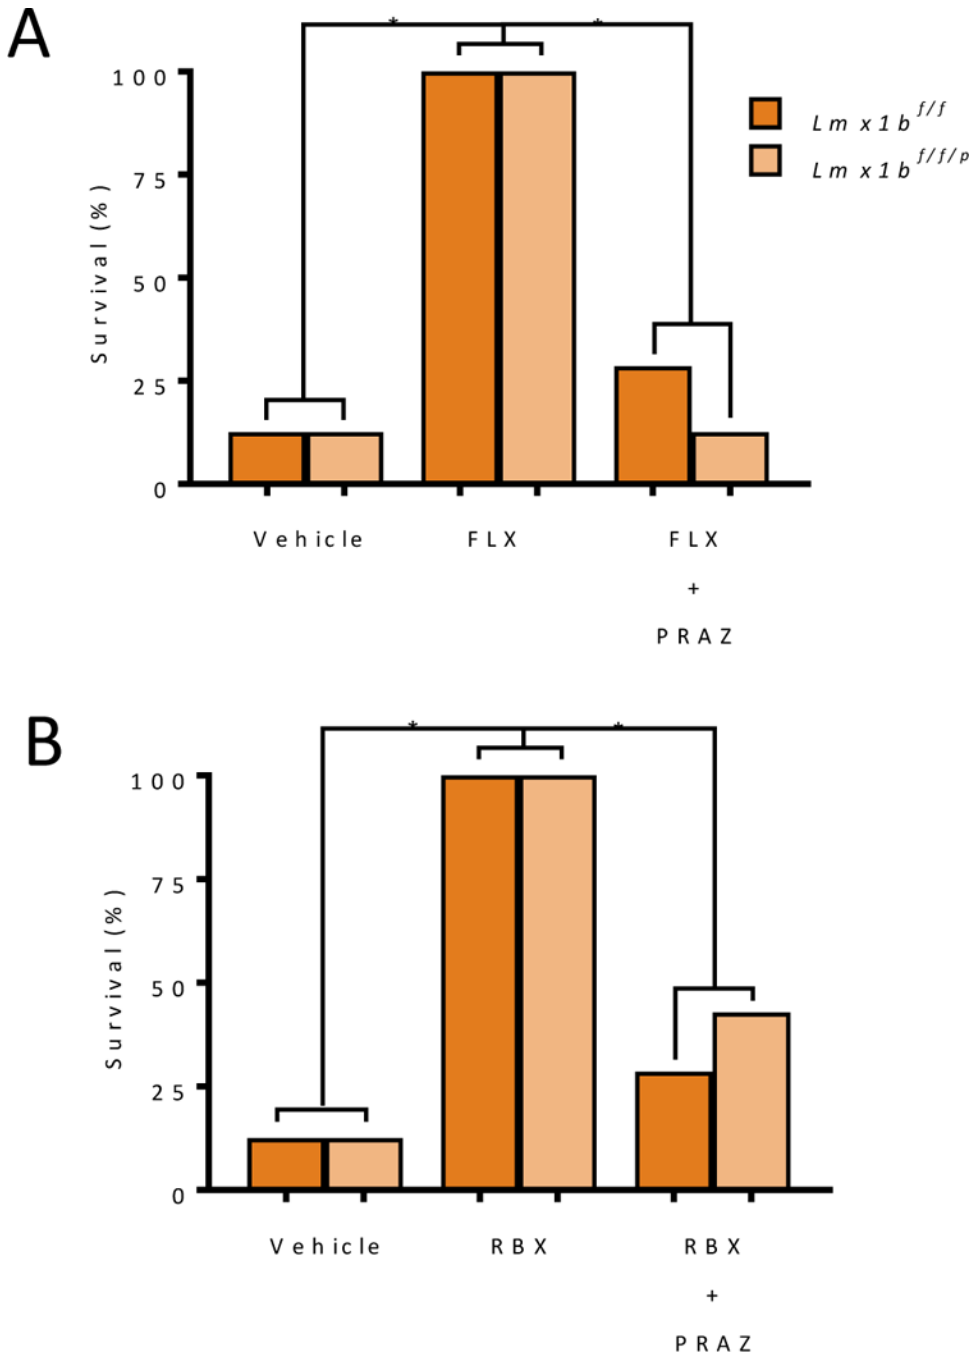 A
* *
100
75
50
25
0
Survival (%)
Lmx1b f/f
Lmx1b f/f/p
Vehicle FLX FLX
+
PRAZ
B
* *
100
75
50
25
0
Survival (%)
Vehicle RBX RBX
+
PRAZ